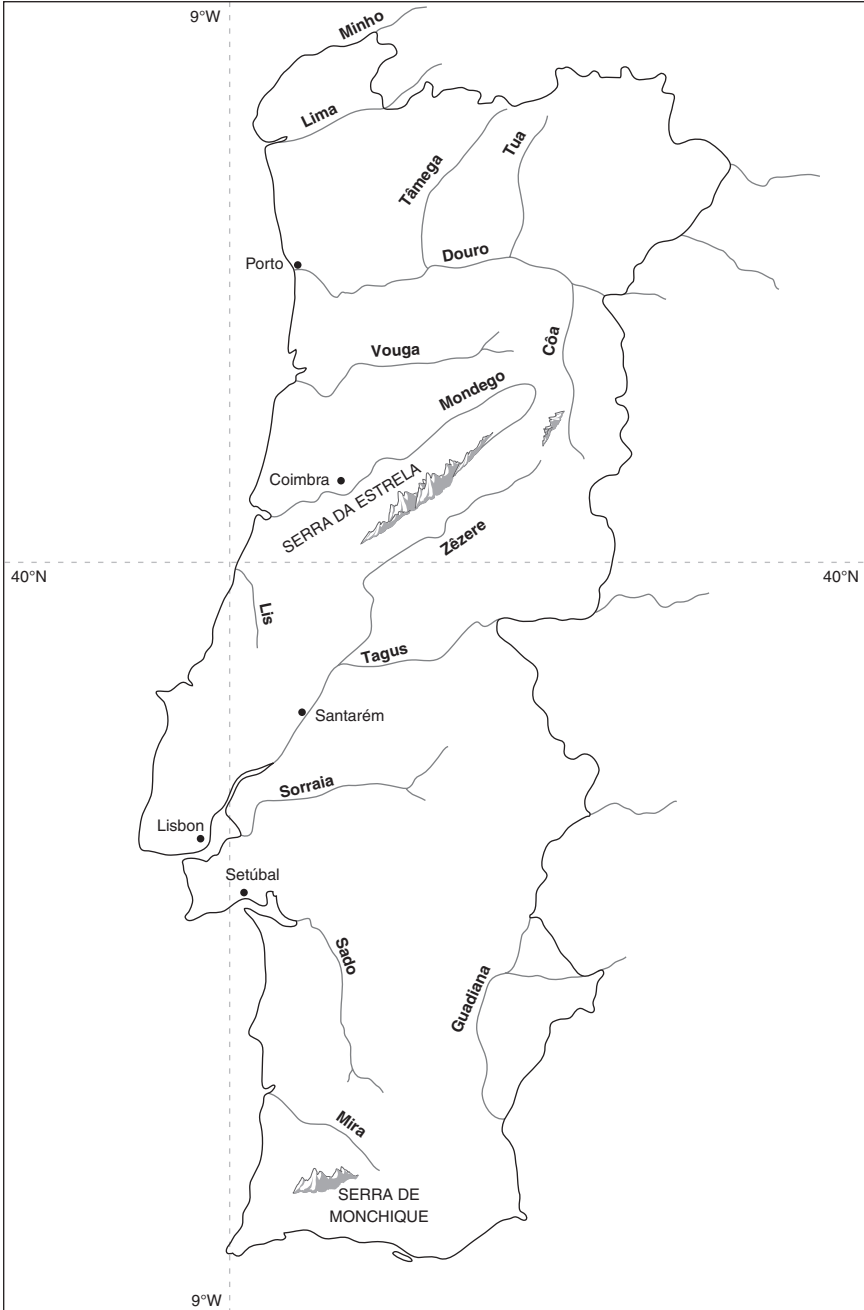 9°W
Minho
Lima
Tâmega
Tua
Porto
Douro
Vouga
Côa
Mondego
Coimbra
SERRA DA ESTRELA
Zêzere
40°N
40°N
Lis
Tagus
Santarém
Sorraia
Lisbon
Setúbal
Sado
Guadiana
Mira
SERRA DE
MONCHIQUE
9°W